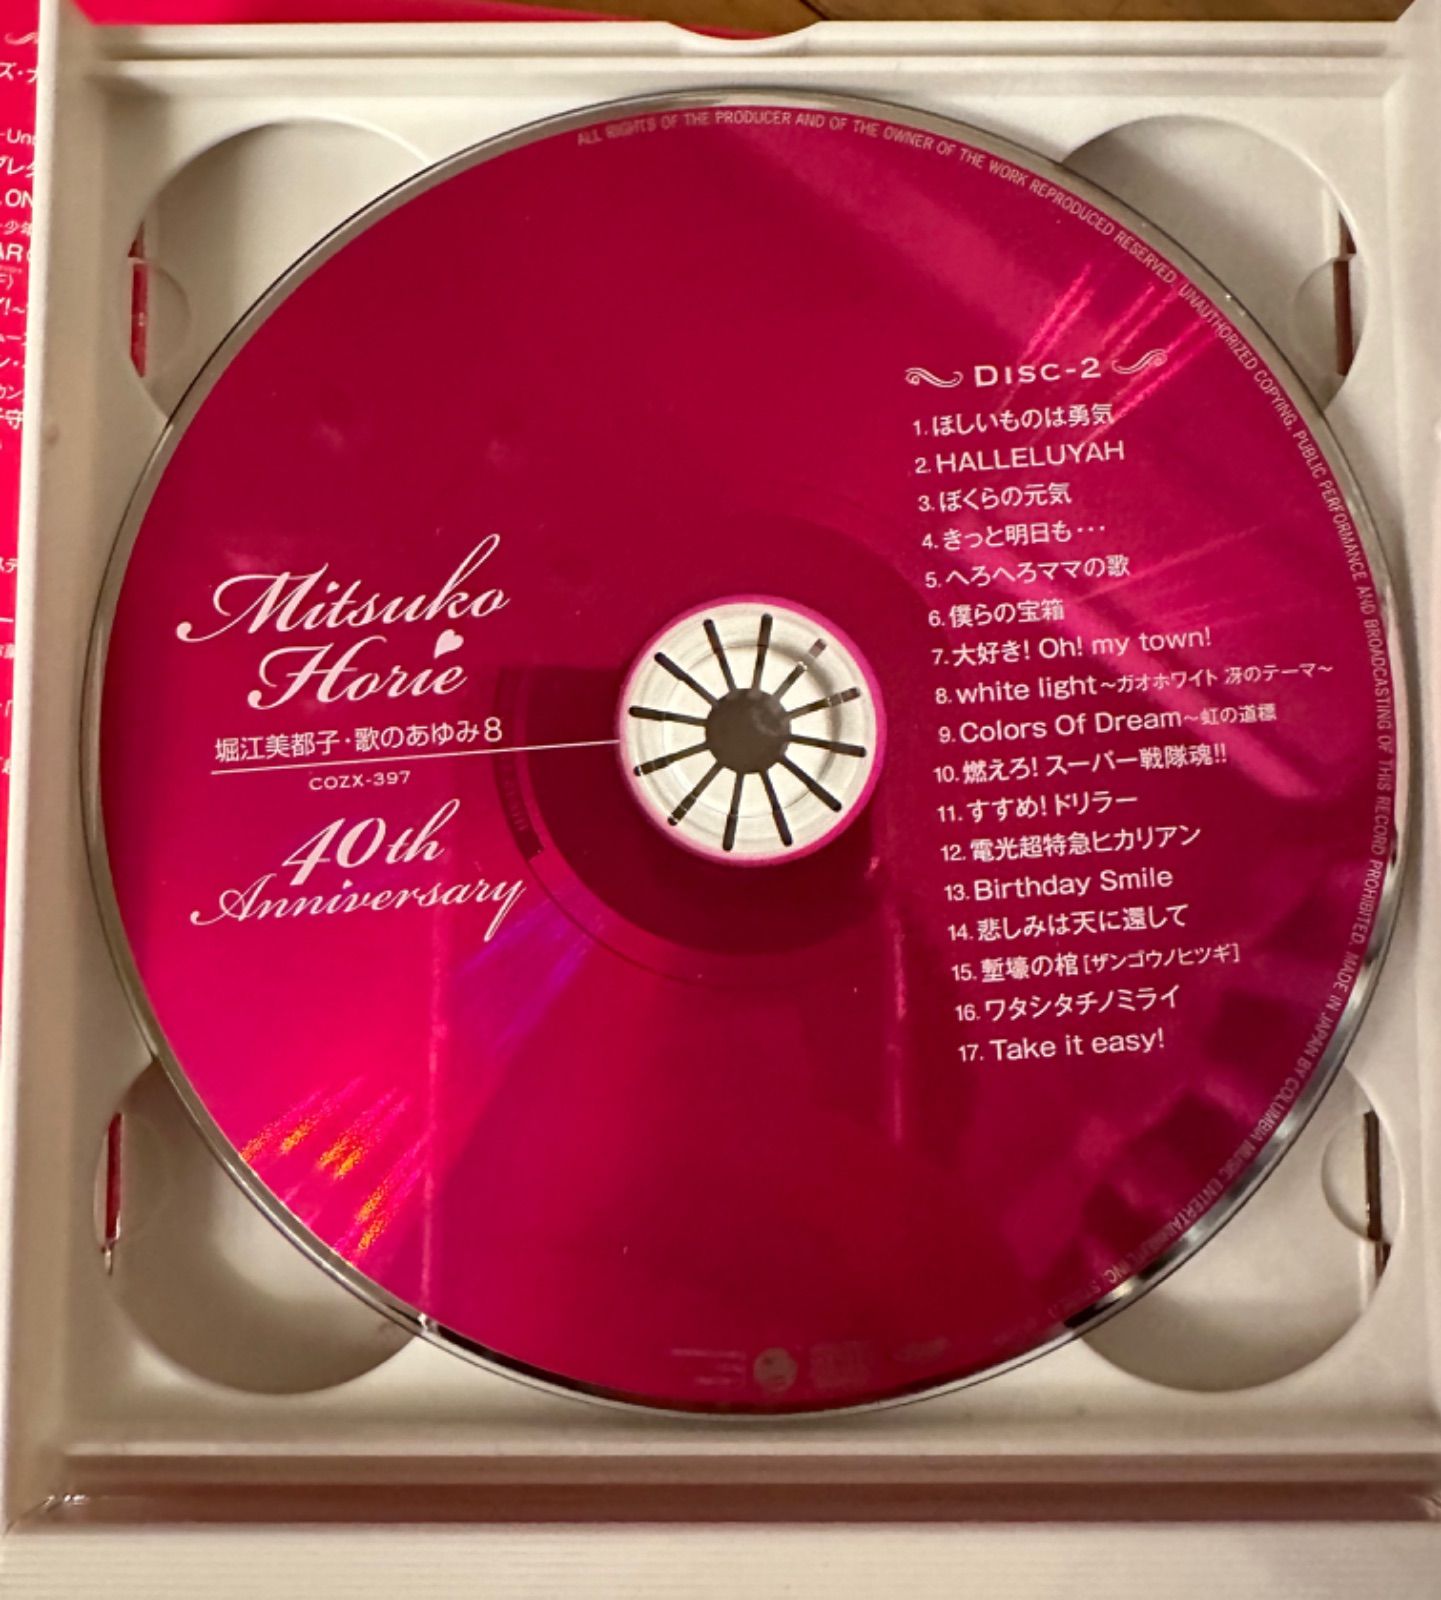 ALL RIGHTS OF THE PRODUCER AND OF THE OWNER OF THE WORK REPRODUCED RESERVED. UNAUTHORIZED COPYING, PUBLIC PERFORMANCE AND BROADCASTING OF THIS RECORD PROHIBITED. MADE IN JAPAN BY COLUMBIA MUSIC ENTERTAINMENT, INC.
DISC-2
1. ほしいものは勇気
2. HALLELUYAH
3. ぼくらの元気
4. きっと明日も・・・
5. へろへろママの歌
6. 僕らの宝箱
7. 大好き! Oh! my town!
8. white light～ガオホワイト 冴のテーマ～
9. Colors Of Dream～虹の道標
10. 燃えろ! スーパー戦隊魂!!
11. すすめ! ドリラー
12. 電光超特急ヒカリアン
13. Birthday Smile
14. 悲しみは天に還して
15. 塹壕の棺 [ザンゴウノヒツギ]
16. ワタシタチノミライ
17. Take it easy!
Mitsuko
Horie
堀江美都子・歌のあゆみ8
COZX-397
40th
Anniversary